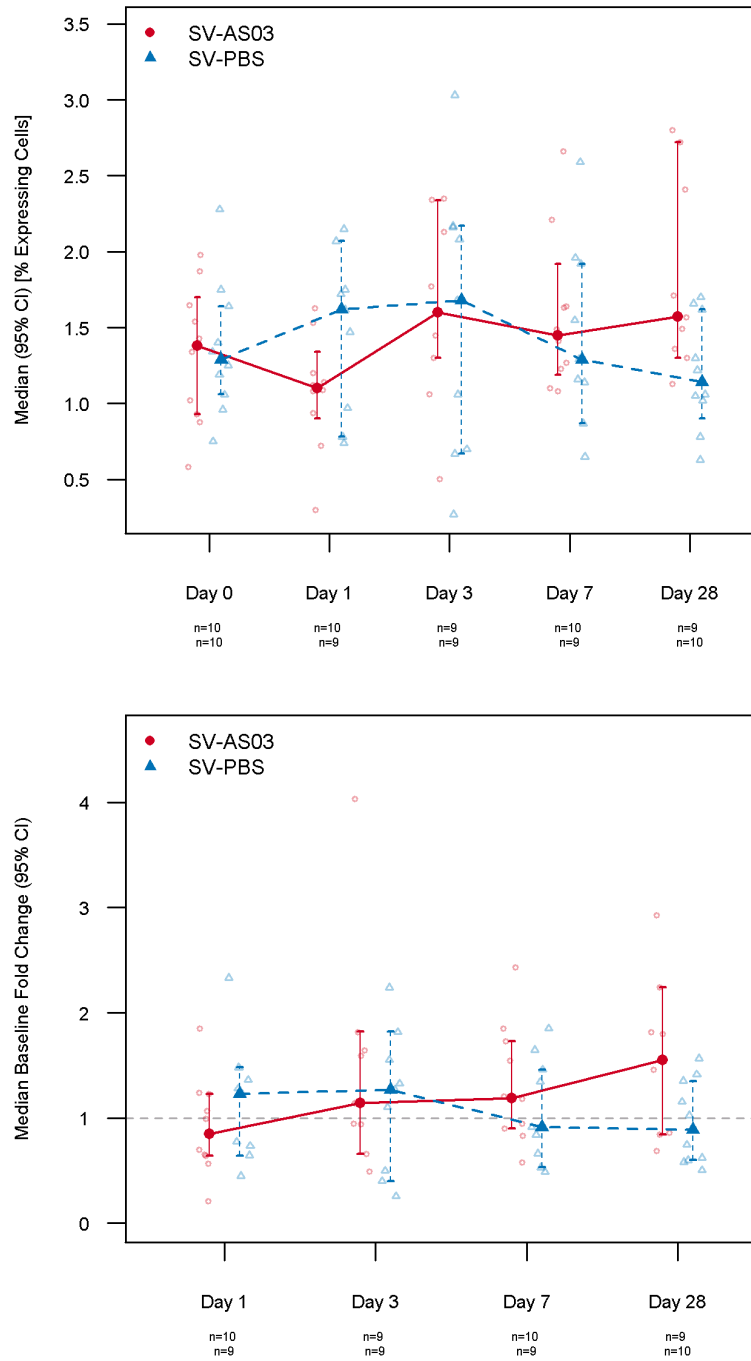 SV-AS03
SV-PBS
Median (95% CI) [% Expressing Cells]
3.5
3.0
2.5
2.0
1.5
1.0
0.5
Day 0 Day 1 Day 3 Day 7 Day 28
n=10 n=10 n=9 n=10 n=9
n=10 n=9 n=9 n=9 n=10
SV-AS03
SV-PBS
Median Baseline Fold Change (95% CI)
4
3
2
1
0
Day 1 Day 3 Day 7 Day 28
n=10 n=9 n=10 n=9
n=9 n=9 n=9 n=10